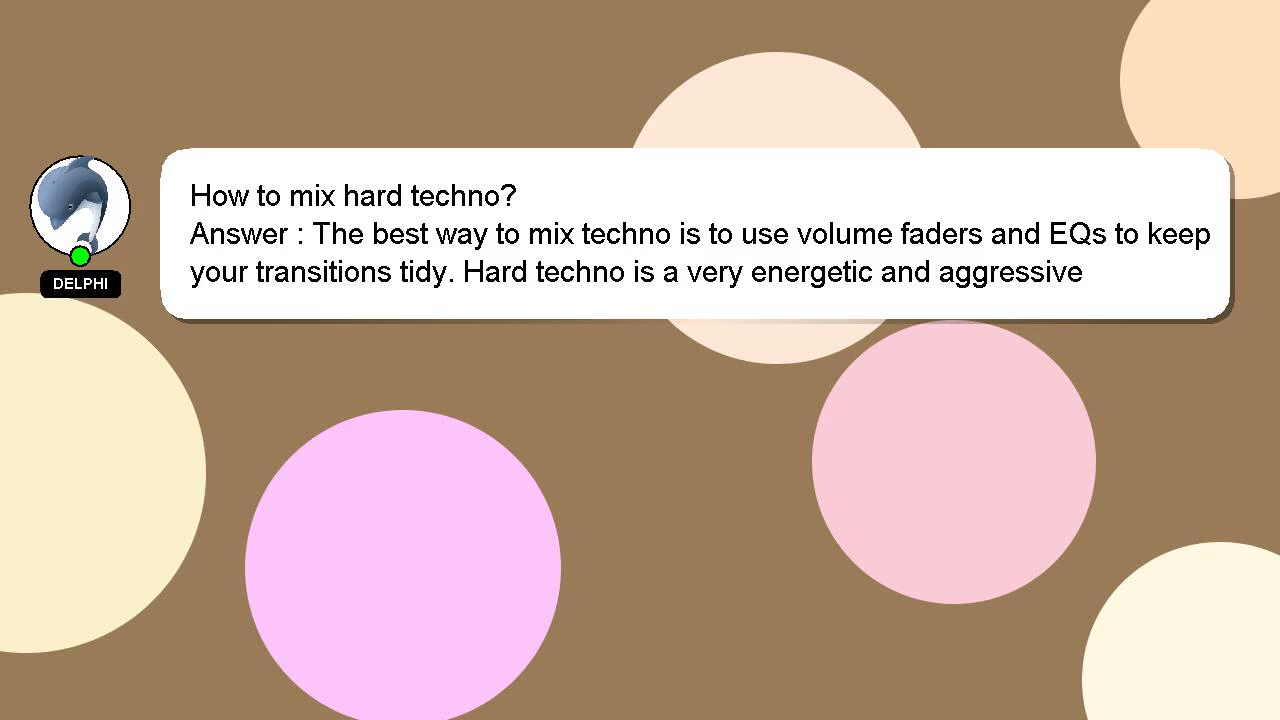 How to mix hard techno?
Answer : The best way to mix techno is to use volume faders and EQs to keep
your transitions tidy. Hard techno is a very energetic and aggressive
DELPHI